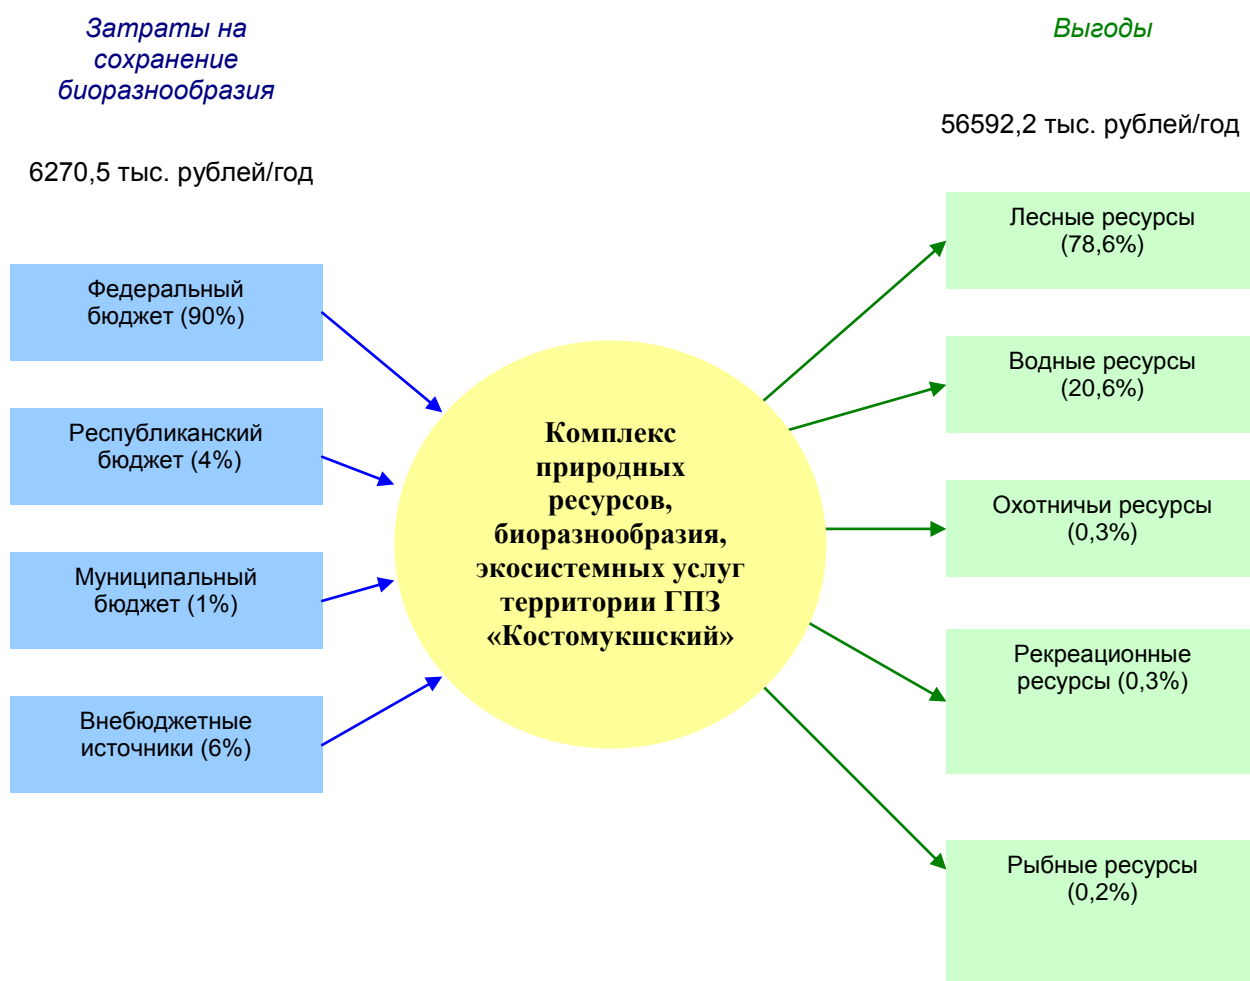 Затраты на
сохранение
биоразнообразия
6270,5 тыс. рублей/год
Федеральный
бюджет (90%)
Республиканский
бюджет (4%)
Муниципальный
бюджет (1%)
Внебюджетные
источники (6%)
Комплекс
природных
ресурсов,
биоразнообразия,
экосистемных услуг
территории ГПЗ
«Костомукшский»
Выгоды
56592,2 тыс. рублей/год
Лесные ресурсы
(78,6%)
Водные ресурсы
(20,6%)
Охотничьи ресурсы
(0,3%)
Рекреационные
ресурсы (0,3%)
Рыбные ресурсы
(0,2%)